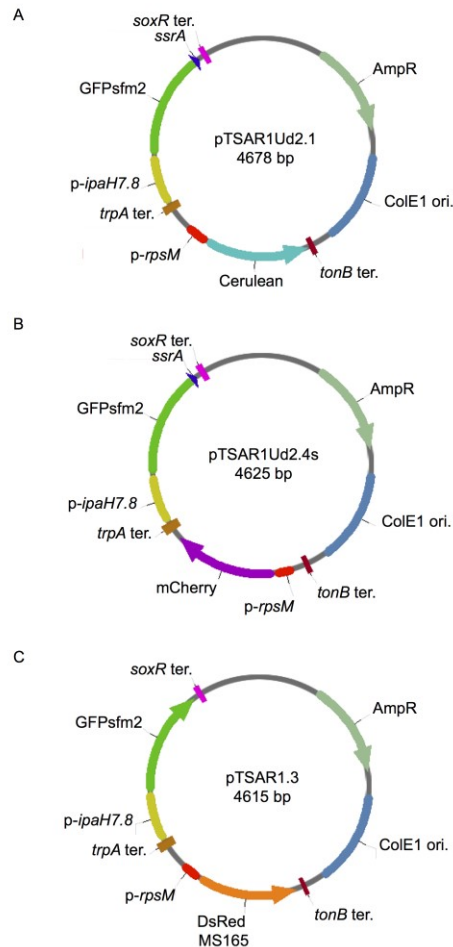 A
soxR ter.
ssrA
GFPsfm2
AmpR
pTSAR1Ud2.1
4678 bp
p-ipaH7.8
trpA ter.
ColE1 ori.
p-rpsM
tonB ter.
Cerulean
B
soxR ter.
ssrA
GFPsfm2
AmpR
pTSAR1Ud2.4s
4625 bp
p-ipaH7.8
trpA ter.
ColE1 ori.
mCherry
tonB ter.
p-rpsM
C
soxR ter.
GFPsfm2
AmpR
pTSAR1.3
4615 bp
p-ipaH7.8
trpA ter.
ColE1 ori.
p-rpsM
tonB ter.
DsRed
MS165